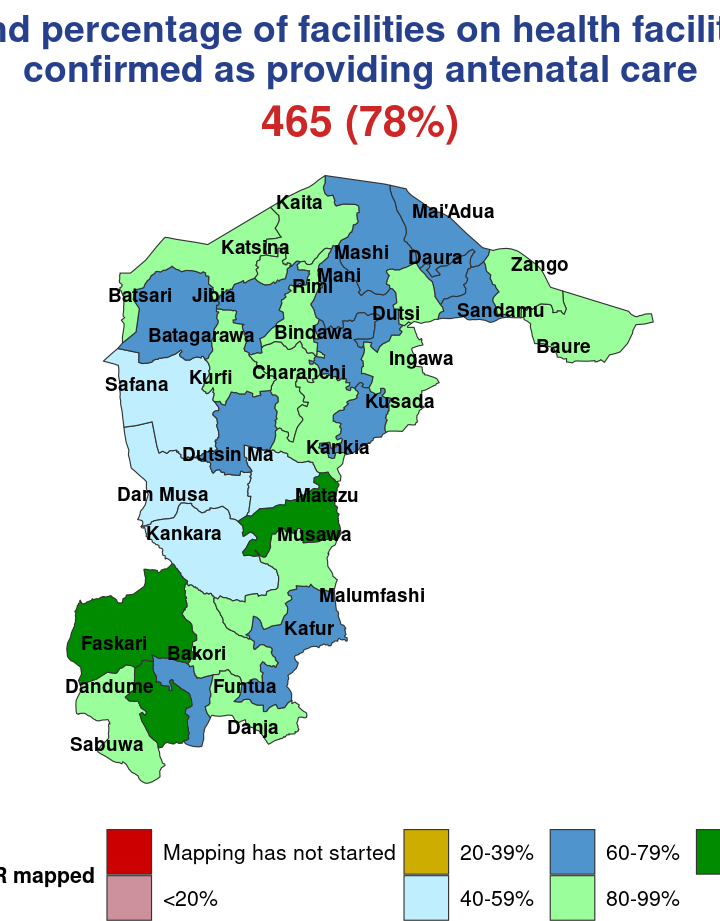 percentage of facilities on health
confirmed as providing antenatal care
465 (78%)
Kaita
Mai'Adua
Katsina
Mashi
Daura
Zango
Mani
Rimi
Batsari
Jibia
Sandamu
Dutsi
Batagarawa
Bindawa
Baure
Ingawa
Charanchi
Kurfi
Safana
Kusada
Kankia
Dutsin Ma
Dan Musa
Matazu
Kankara
Musawa
Malumfashi
Kafur
Faskari
Bakori
Dandume
Funtua
Danja
Sabuwa
Mapping has not started
20-39%
60-79%
mapped
<20%
40-59%
80-99%